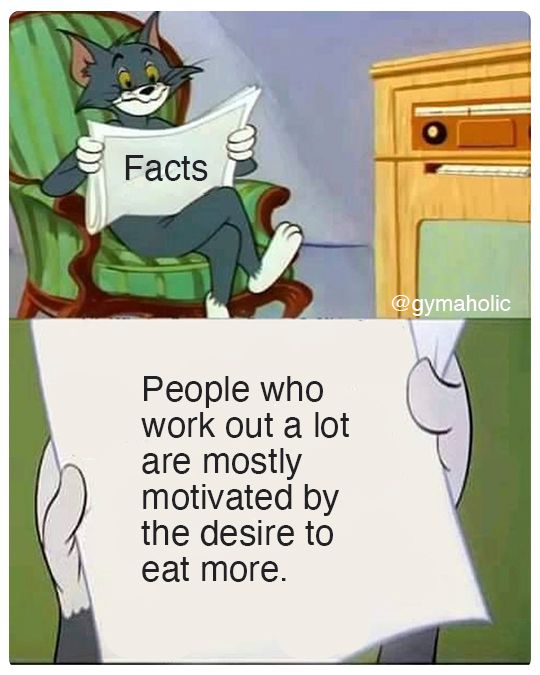 Facts
@gymaholic
People who
work out a lot
are mostly
motivated by
the desire to
eat more.